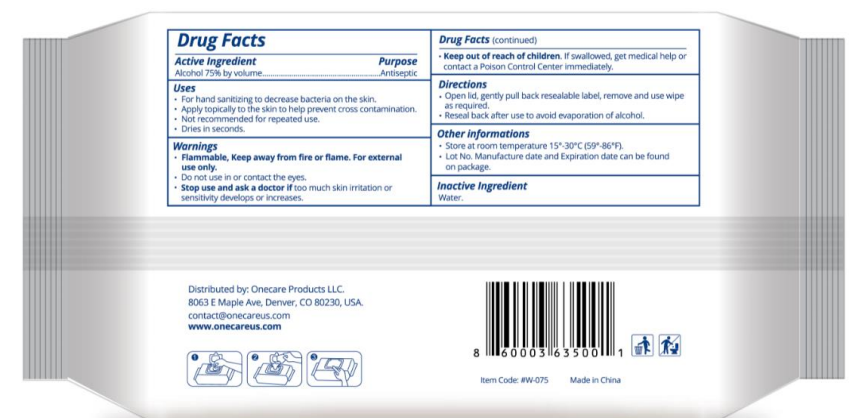 Drug Facts
Active Ingredient Purpose
Alcohol 75% by volume..................................................Antiseptic
Uses
• For hand sanitizing to decrease bacteria on the skin.
• Apply topically to the skin to help prevent cross contamination.
• Not recommended for repeated use.
• Dries in seconds.
Warnings
• Flammable, Keep away from fire or flame. For external
use only.
• Do not use in or contact the eyes.
• Stop use and ask a doctor if too much skin irritation or
sensitivity develops or increases.
Drug Facts (continued)
• Keep out of reach of children. If swallowed, get medical help or
contact a Poison Control Center immediately.
Directions
• Open lid, gently pull back resealable label, remove and use wipe
as required.
• Reseal back after use to avoid evaporation of alcohol.
Other informations
• Store at room temperature 15°-30°C (59°-86°F).
• Lot No. Manufacture date and Expiration date can be found
on package.
Inactive Ingredient
Water.
Distributed by: Onecare Products LLC.
8063 E Maple Ave, Denver, CO 80230, USA.
contact@onecareus.com
www.onecareus.com
1 2 3
8 60003 63500 1
Item Code: #W-075 Made in China